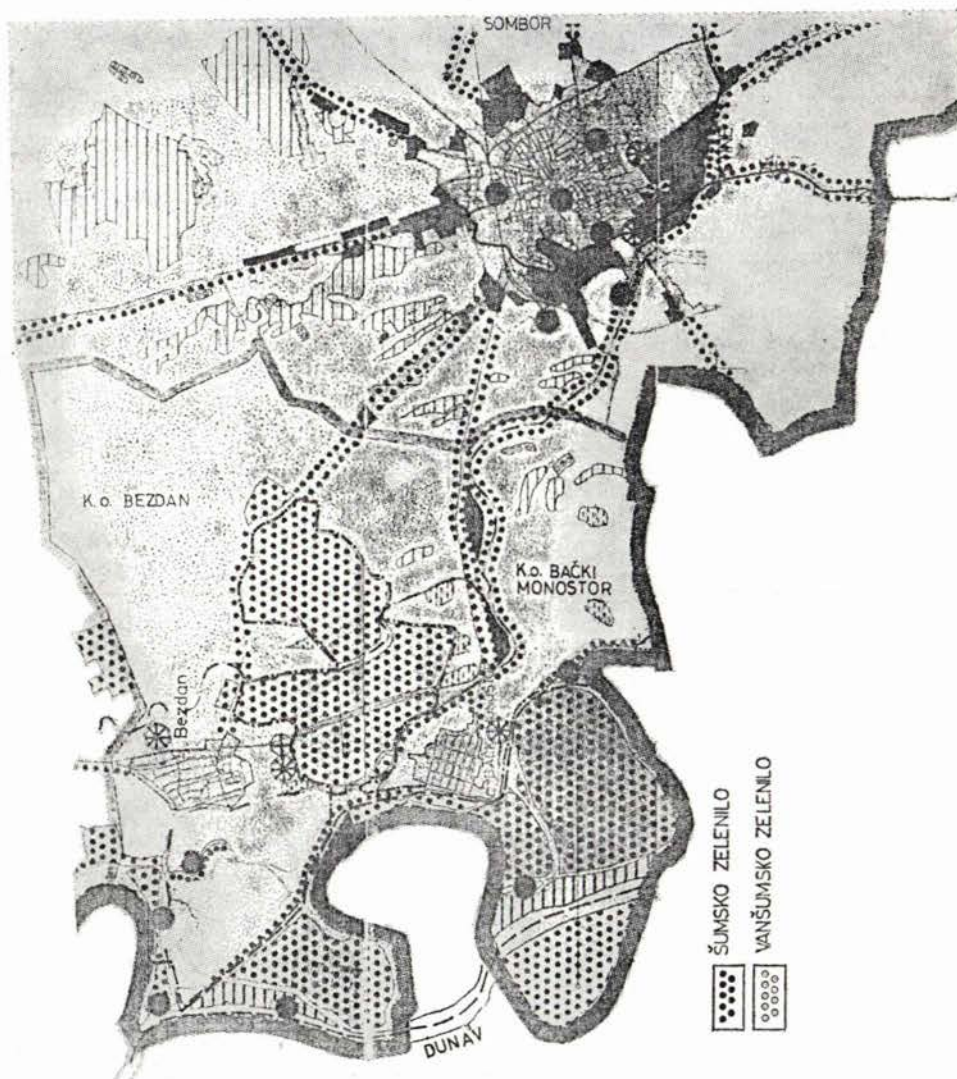 SOMBOR
K.o. BEZDAN
K.o. BAČKI
MONOSTOR
Bezdan
DUNAV
ŠUMSKO ZELENILO
VANŠUMSKO ZELENILO